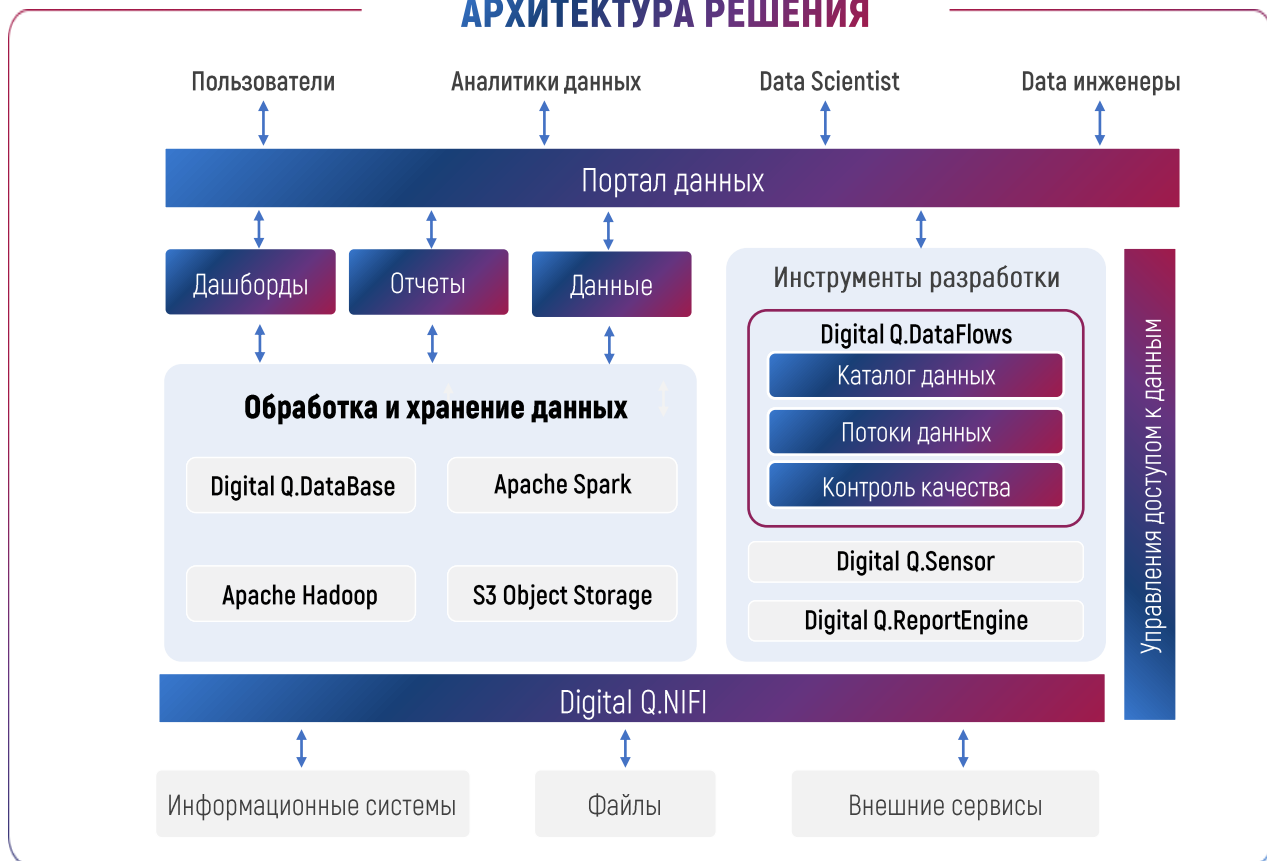 АРХИТЕКТУРА РЕШЕНИЯ
Пользователи
Аналитики данных
Data Scientist
Data инженеры
Портал данных
Дашборды
Отчеты
Данные
Инструменты разработки
Digital Q.DataFlows
Каталог данных
Потоки данных
Контроль качества
Digital Q.Sensor
Digital Q.ReportEngine
Обработка и хранение данных
Digital Q.DataBase
Apache Spark
Apache Hadoop
S3 Object Storage
Управления доступом к данным
Digital Q.NIFI
Информационные системы
Файлы
Внешние сервисы